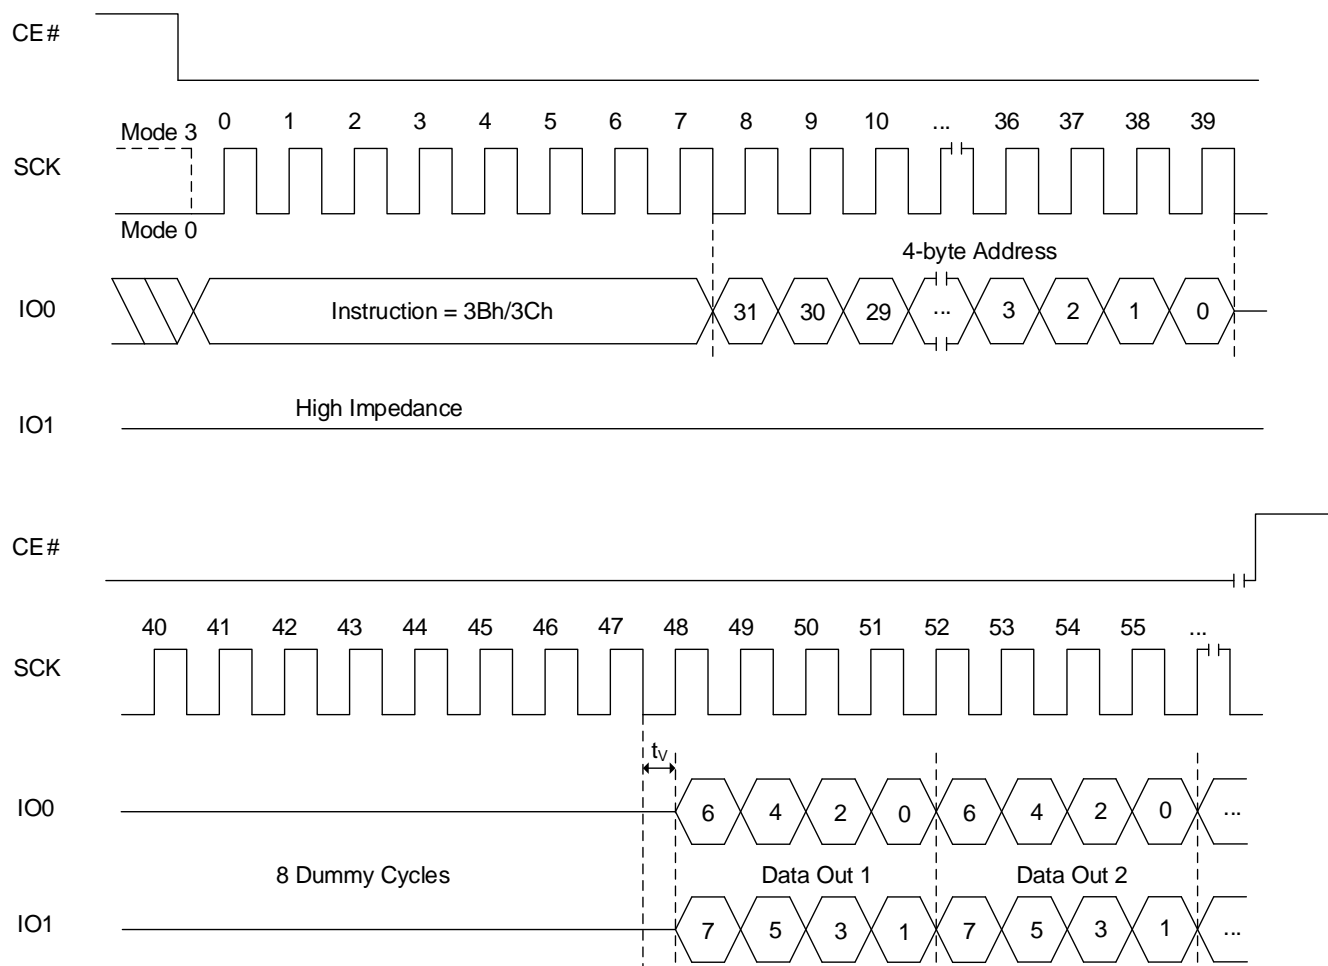 CE#
Mode 3 0 1 2 3 4 5 6 7 8 9 10 ... 36 37 38 39
SCK
Mode 0
4-byte Address
IO0 Instruction = 3Bh/3Ch 31 30 29 ... 3 2 1 0
High Impedance
IO1
CE#
40 41 42 43 44 45 46 47 48 49 50 51 52 53 54 55 ...
SCK
tV
IO0 6 4 2 0 6 4 2 0 ...
8 Dummy Cycles Data Out 1 Data Out 2
IO1 7 5 3 1 7 5 3 1 ...